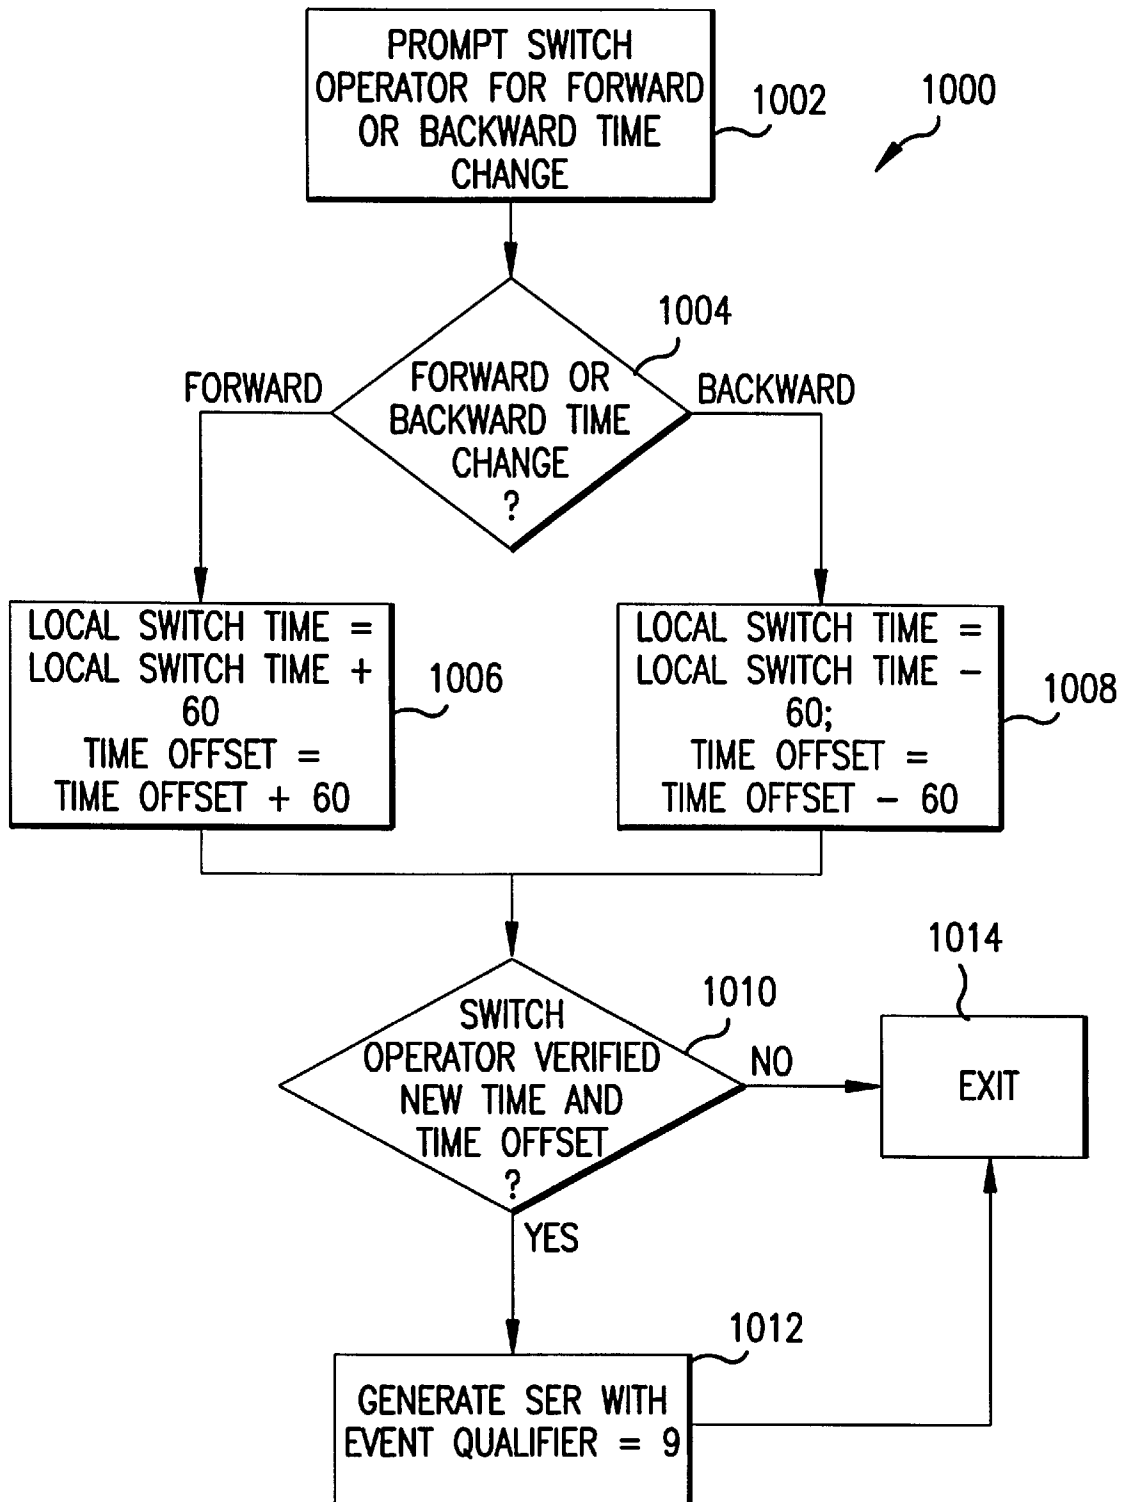 PROMPT SWITCH
OPERATOR FOR FORWARD
OR BACKWARD TIME
CHANGE
1002
1000
1004
FORWARD OR
BACKWARD TIME
CHANGE
?
FORWARD
BACKWARD
LOCAL SWITCH TIME =
LOCAL SWITCH TIME +
60
TIME OFFSET =
TIME OFFSET + 60
1006
LOCAL SWITCH TIME =
LOCAL SWITCH TIME −
60;
TIME OFFSET =
TIME OFFSET − 60
1008
SWITCH
OPERATOR VERIFIED
NEW TIME AND
TIME OFFSET
?
1010
NO
1014
EXIT
YES
1012
GENERATE SER WITH
EVENT QUALIFIER = 9